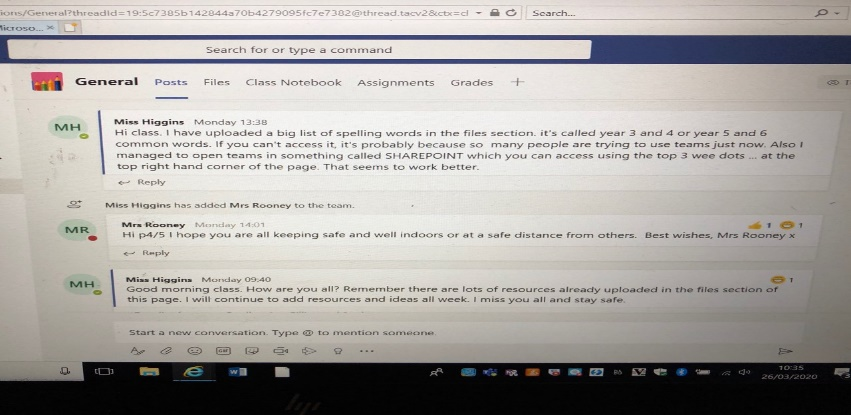 ions/General?threadId=19:5c7385b142844a70b4279095fc7e7382@thread.tacv2&ctx=cl
Search...
Search for or type a command
General Posts Files Class Notebook Assignments Grades +
MH
Miss Higgins Monday 13:38
Hi class. I have uploaded a big list of spelling words in the files section. it's called year 3 and 4 or year 5 and 6
common words. If you can't access it, it's probably because so many people are trying to use teams just now. Also I
managed to open teams in something called SHAREPOINT which you can access using the top 3 wee dots ... at the
top right hand corner of the page. That seems to work better.
Reply
Miss Higgins has added Mrs Rooney to the team.
MR
Mrs Rooney Monday 14:01
1 1
Hi p4/5 I hope you are all keeping safe and well indoors or at a safe distance from others. Best wishes, Mrs Rooney x
Reply
MH
Miss Higgins Monday 09:40
1
Good morning class. How are you all? Remember there are lots of resources already uploaded in the files section of
this page. I will continue to add resources and ideas all week. I miss you all and stay safe.
Start a new conversation. Type @ to mention someone.
GIF
10:35
26/03/2020
hp